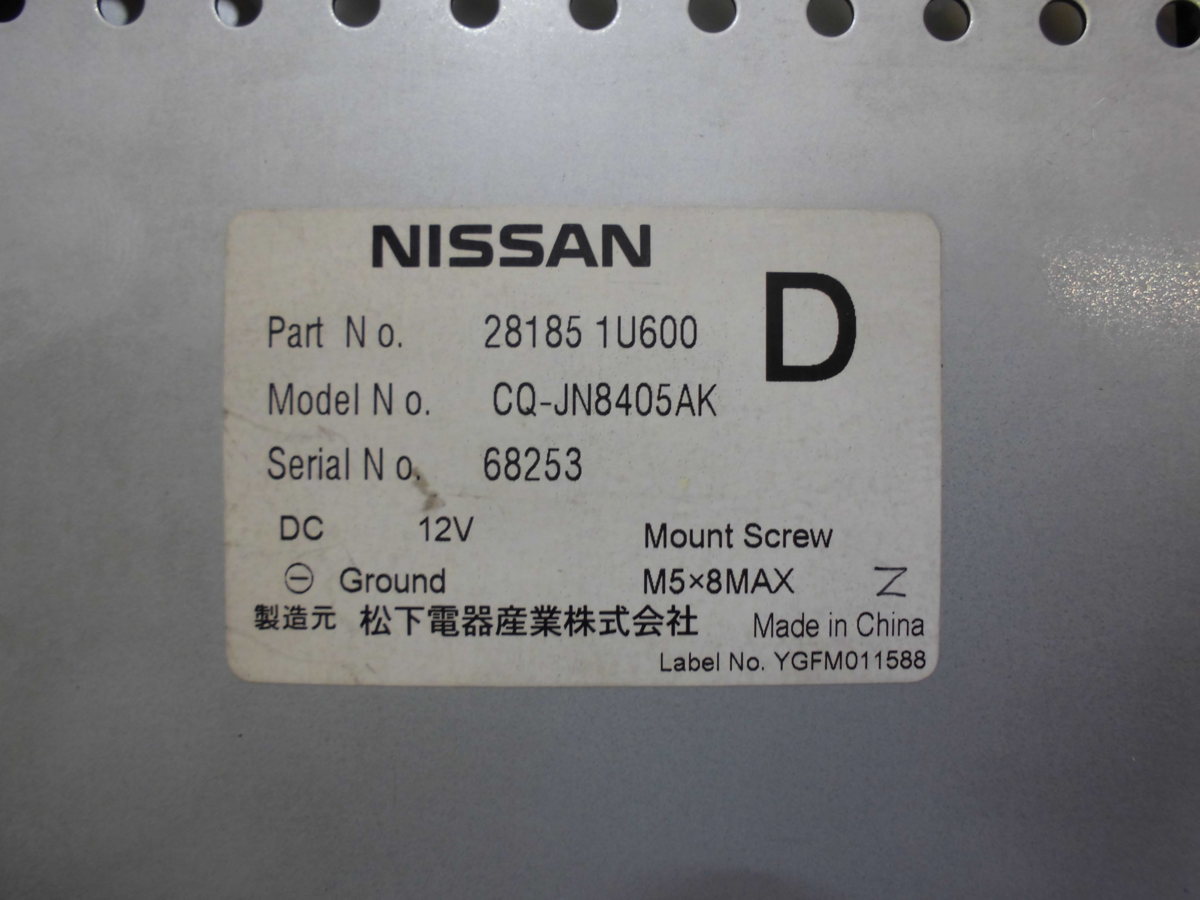 NISSAN
D
Part No. 28185 1U600
Model No. CQ-JN8405AK
Serial No. 68253
DC 12V
Mount Screw
⊖ Ground M5×8MAX Z
製造元 松下電器産業株式会社 Made in China
Label No. YGFM011588